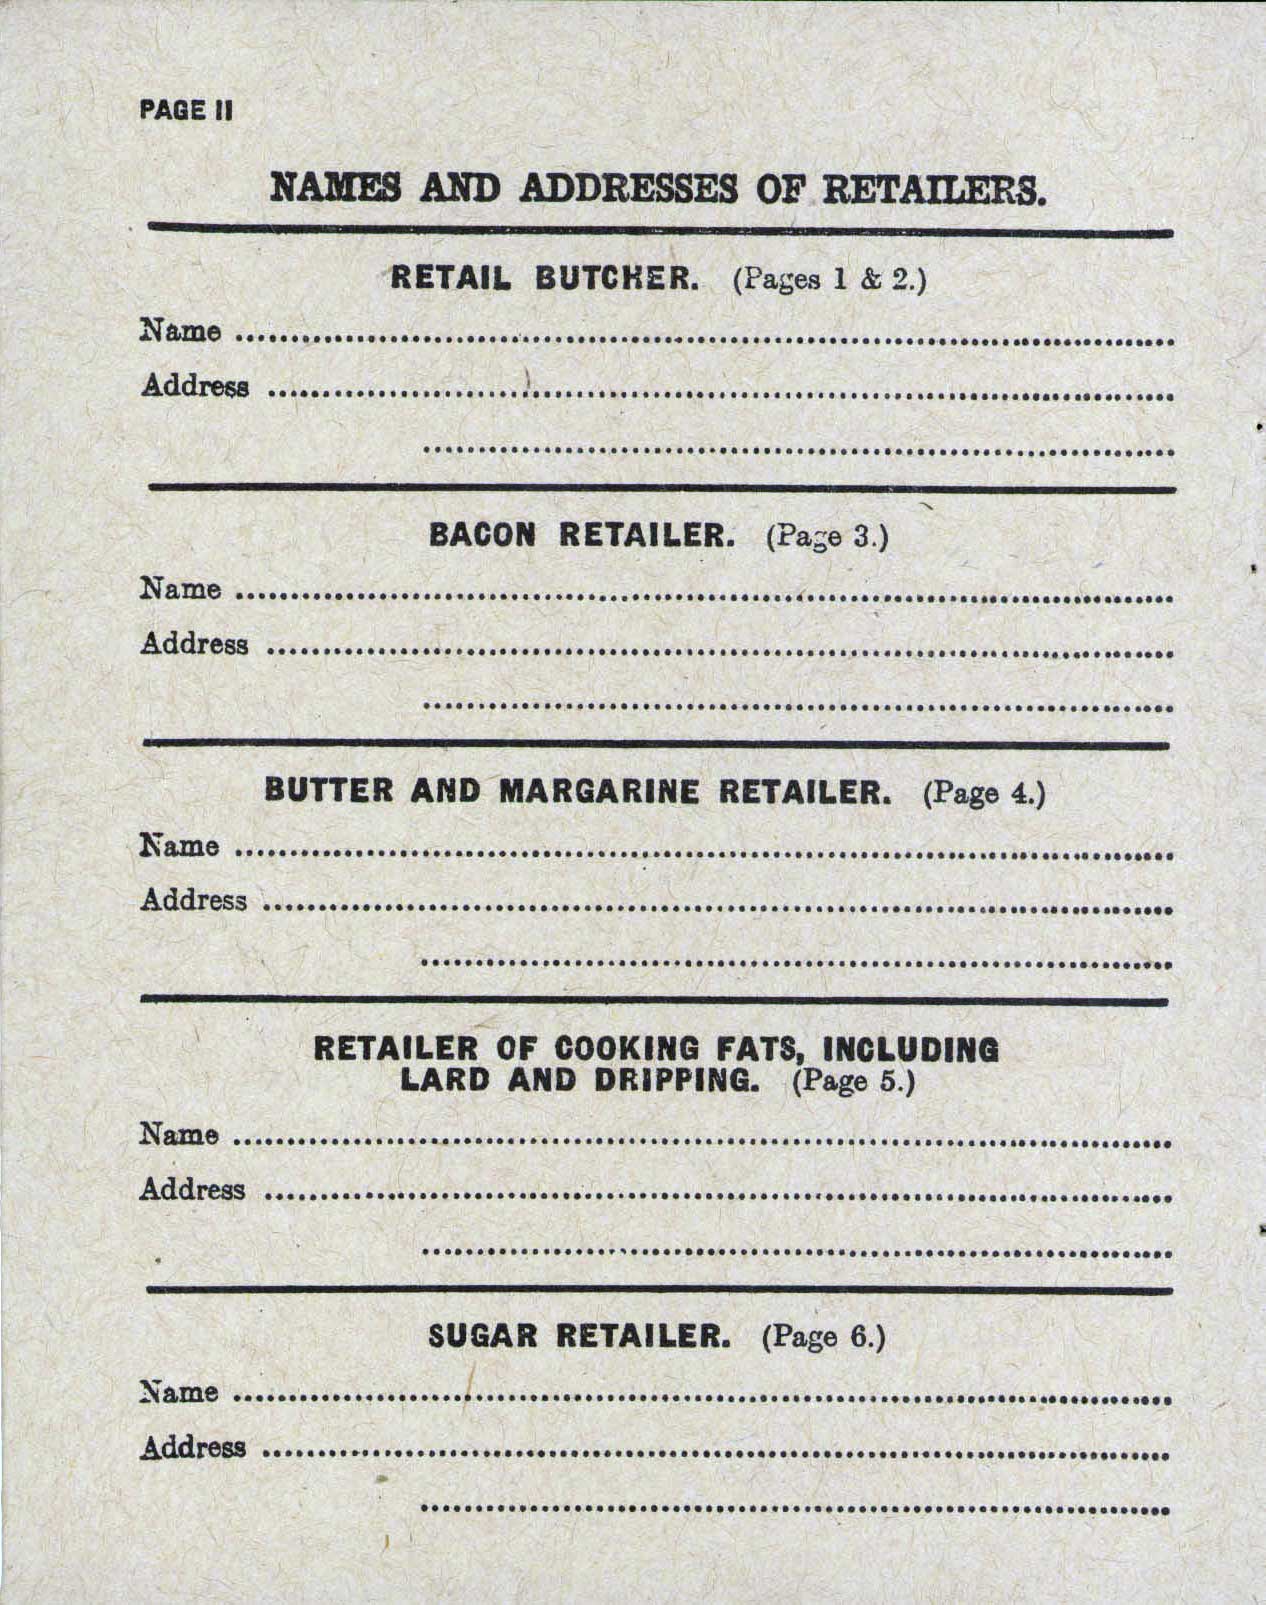 PAGE 11
NAMES AND ADDRESSES OF RETAILERS.
RETAIL BUTCHER. (Pages 1 & 2.)
Name ........................................................................
Address ........................................................................
........................................................................
BACON RETAILER. (Page 3.)
Name ........................................................................
Address ........................................................................
........................................................................
BUTTER AND MARGARINE RETAILER. (Page 4.)
Name ........................................................................
Address ........................................................................
........................................................................
RETAILER OF COOKING FATS, INCLUDING
LARD AND DRIPPING. (Page 5.)
Name ........................................................................
Address ........................................................................
........................................................................
SUGAR RETAILER. (Page 6.)
Name ........................................................................
Address ........................................................................
........................................................................